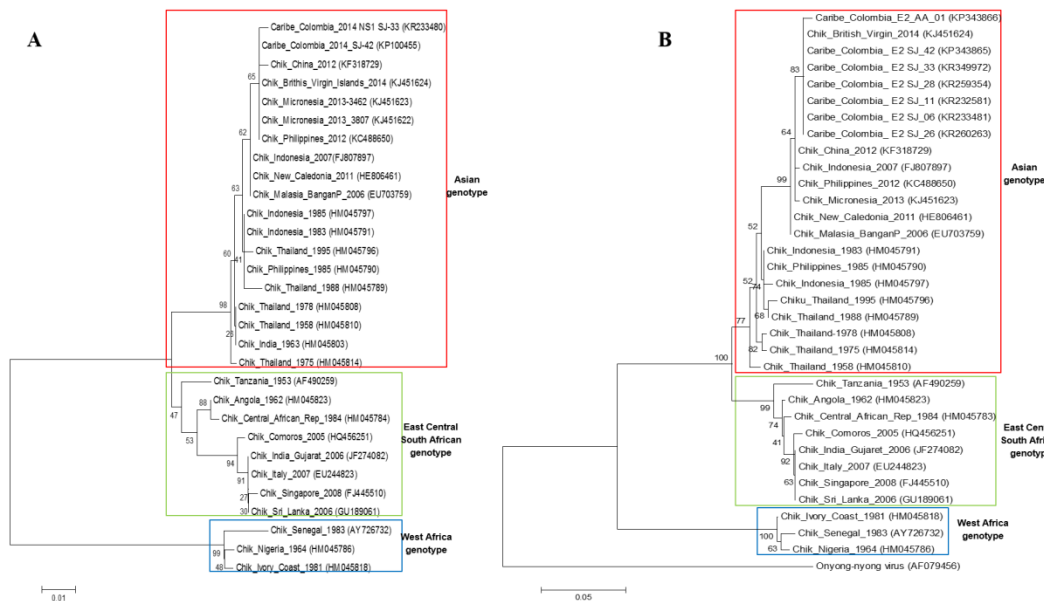 A
Caribe_Colombia_2014 NS1 SJ-33 (KR233480)
Caribe_Colombia_2014_SJ-42 (KP100455)
Chik_China_2012 (KF318729)
Chik_Brithis_Virgin_Islands_2014 (KJ451624)
Chik_Micronesia_2013-3462 (KJ451623)
Chik_Micronesia_2013_3807 (KJ451622)
Chik_Philippines_2012 (KC488650)
Chik_Indonesia_2007(FJ807897)
Chik_New_Caledonia_2011 (HE806461)
Chik_Malasia_BanganP_2006 (EU703759)
Chik_Indonesia_1985 (HM045797)
Chik_Indonesia_1983 (HM045791)
Chik_Thailand_1995 (HM045796)
Chik_Philippines_1985 (HM045790)
Chik_Thailand_1988 (HM045789)
Chik_Thailand_1978 (HM045808)
Chik_Thailand_1958 (HM045810)
Chik_India_1963 (HM045803)
Chik_Thailand_1975 (HM045814)
Chik_Tanzania_1953 (AF490259)
Chik_Angola_1962 (HM045823)
Chik_Central_African_Rep_1984 (HM045784)
Chik_Comoros_2005 (HQ456251)
Chik_India_Gujarat_2006 (JF274082)
Chik_Italy_2007 (EU244823)
Chik_Singapore_2008 (FJ445510)
Chik_Sri_Lanka_2006 (GU189061)
Chik_Senegal_1983 (AY726732)
Chik_Nigeria_1964 (HM045786)
Chik_Ivory_Coast_1981 (HM045818)
65
62
63
60
41
98
26
47
88
53
94
91
27
30
99
48
Asian
genotype
East Central
South African
genotype
West Africa
genotype
0.01
B
Caribe_Colombia_E2_AA_01 (KP343866)
Chik_British_Virgin_2014 (KJ451624)
Caribe_Colombia_ E2 SJ_42 (KP343865)
Caribe_Colombia_ E2 SJ_33 (KR349972)
Caribe_Colombia_ E2 SJ_28 (KR259354)
Caribe_Colombia_ E2 SJ_11 (KR232581)
Caribe_Colombia_ E2 SJ_06 (KR233481)
Caribe_Colombia_ E2 SJ_26 (KR260263)
Chik_China_2012 (KF318729)
Chik_Indonesia_2007 (FJ807897)
Chik_Philippines_2012 (KC488650)
Chik_Micronesia_2013 (KJ451623)
Chik_New_Caledonia_2011 (HE806461)
Chik_Malasia_BanganP_2006 (EU703759)
Chik_Indonesia_1983 (HM045791)
Chik_Philippines_1985 (HM045790)
Chik_Indonesia_1985 (HM045797)
Chiku_Thailand_1995 (HM045796)
Chik_Thailand_1988 (HM045789)
Chik_Thailand-1978 (HM045808)
Chik_Thailand_1975 (HM045814)
Chik_Thailand_1958 (HM045810)
Chik_Tanzania_1953 (AF490259)
Chik_Angola_1962 (HM045823)
Chik_Central_African_Rep_1984 (HM045783)
Chik_Comoros_2005 (HQ456251)
Chik_India_Gujarat_2006 (JF274082)
Chik_Italy_2007 (EU244823)
Chik_Singapore_2008 (FJ445510)
Chik_Sri_Lanka_2006 (GU189061)
Chik_Ivory_Coast_1981 (HM045818)
Chik_Senegal_1983 (AY726732)
Chik_Nigeria_1964 (HM045786)
Onyong-nyong virus (AF079456)
83
64
99
52
52
74
68
77
82
100
99
74
41
92
63
100
63
Asian
genotype
East Cen
South Afric
genotype
West Africa
genotype
0.05